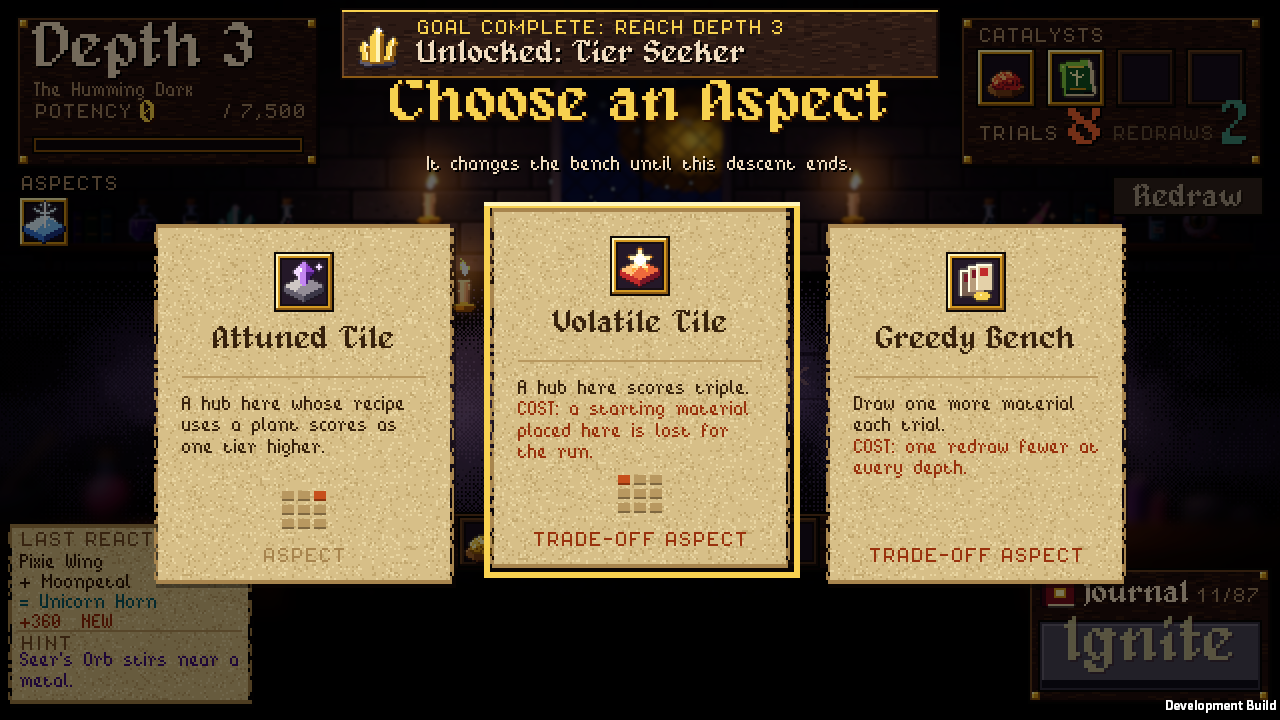 GOAL COMPLETE: REACH DEPTH 3
Unlocked: Tier Seeker
Depth 3
The Humming Dark
POTENCY 0 / 7,500
ASPECTS
Choose an Aspect
It changes the bench until this descent ends.
CATALYSTS
TRIALS 8 REDRAWS 2
Redraw
Attuned Tile
A hub here whose recipe
uses a plant scores as
one tier higher.
ASPECT
Volatile Tile
A hub here scores triple.
COST: a starting material
placed here is lost for
the run.
TRADE-OFF ASPECT
Greedy Bench
Draw one more material
each trial.
COST: one redraw fewer at
every depth.
TRADE-OFF ASPECT
LAST REACT
Pixie Wing
+ Moonpetal
= Unicorn Horn
+360 NEW
HINT
Seer's Orb stirs near a
metal.
Journal 11/87
Ignite
Development Build